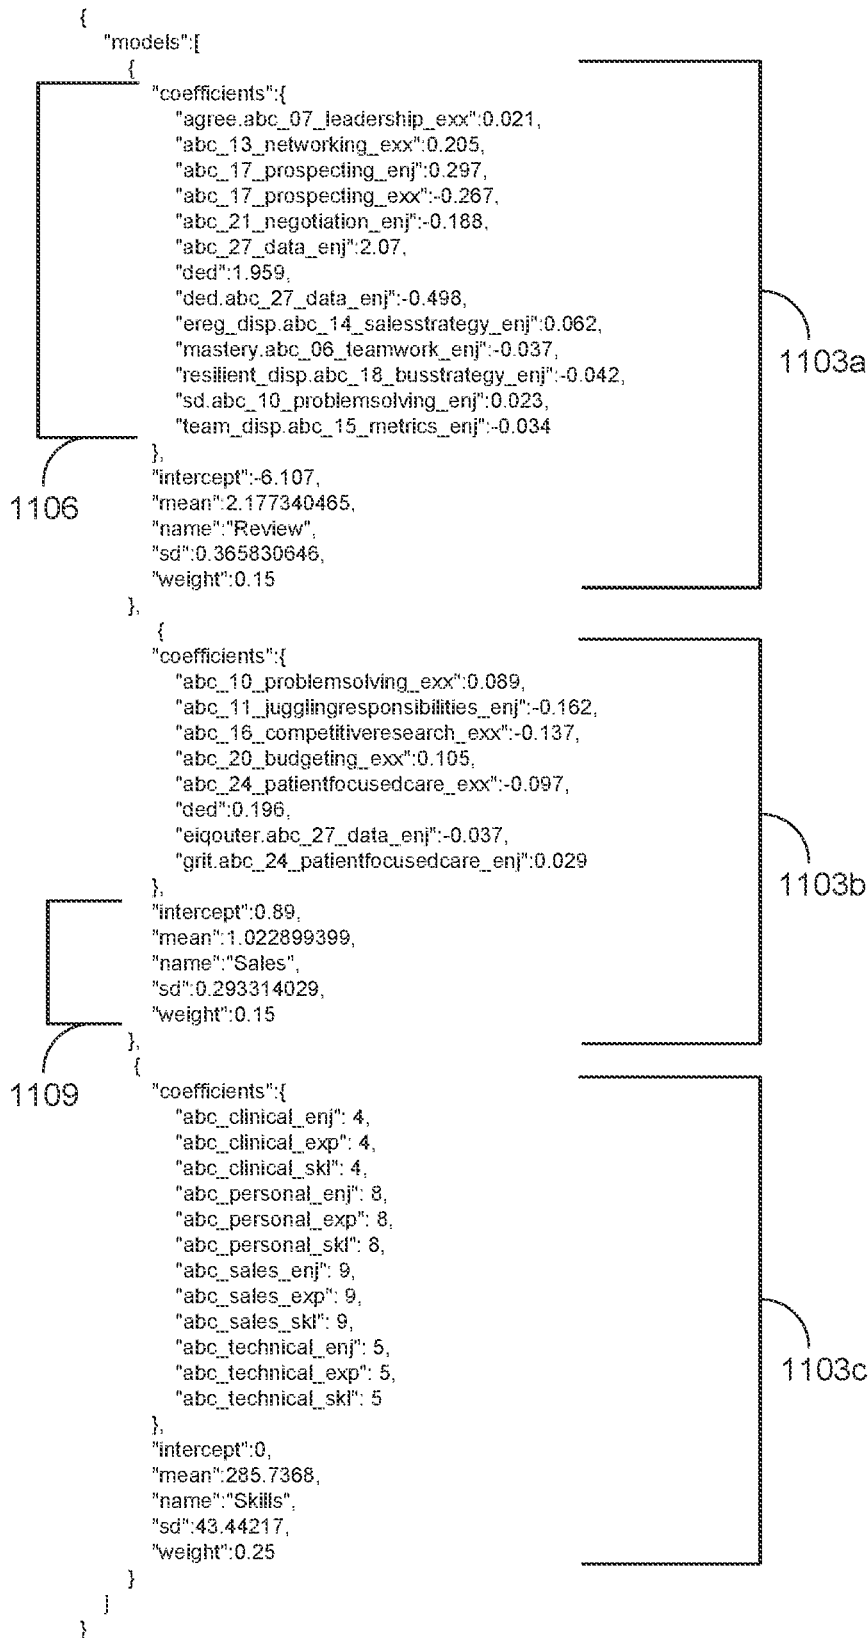 {
"models":[
{
"coefficients":{
"agree.abc_07_leadership_exx":0.021,
"abc_13_networking_exx":0.205,
"abc_17_prospecting_enj":0.297,
"abc_17_prospecting_exx":-0.267,
"abc_21_negotiation_enj":-0.188,
"abc_27_data_enj":2.07,
"ded":1.959,
"ded.abc_27_data_enj":-0.498,
"ereg_disp.abc_14_salesstrategy_enj":0.062,
"mastery.abc_06_teamwork_enj":-0.037,
"resilient_disp.abc_18_busstrategy_enj":-0.042,
"sd.abc_10_problemsolving_enj":0.023,
"team_disp.abc_15_metrics_enj":-0.034
},
"intercept":-6.107,
"mean":2.177340465,
"name":"Review",
"sd":0.365830646,
"weight":0.15
},
1103a
1106
{
"coefficients":{
"abc_10_problemsolving_exx":0.089,
"abc_11_jugglingresponsibilities_enj":-0.162,
"abc_16_competitiveresearch_exx":-0.137,
"abc_20_budgeting_exx":0.105,
"abc_24_patientfocusedcare_exx":-0.097,
"ded":0.196,
"eiqouter.abc_27_data_enj":-0.037,
"grit.abc_24_patientfocusedcare_enj":0.029
},
"intercept":0.89,
"mean":1.022899399,
"name":"Sales",
"sd":0.293314029,
"weight":0.15
},
1103b
1109
{
"coefficients":{
"abc_clinical_enj": 4,
"abc_clinical_exp": 4,
"abc_clinical_skl": 4,
"abc_personal_enj": 8,
"abc_personal_exp": 8,
"abc_personal_skl": 8,
"abc_sales_enj": 9,
"abc_sales_exp": 9,
"abc_sales_skl": 9,
"abc_technical_enj": 5,
"abc_technical_exp": 5,
"abc_technical_skl": 5
},
"intercept":0,
"mean":285.7368,
"name":"Skills",
"sd":43.44217,
"weight":0.25
}
1103c
]
}